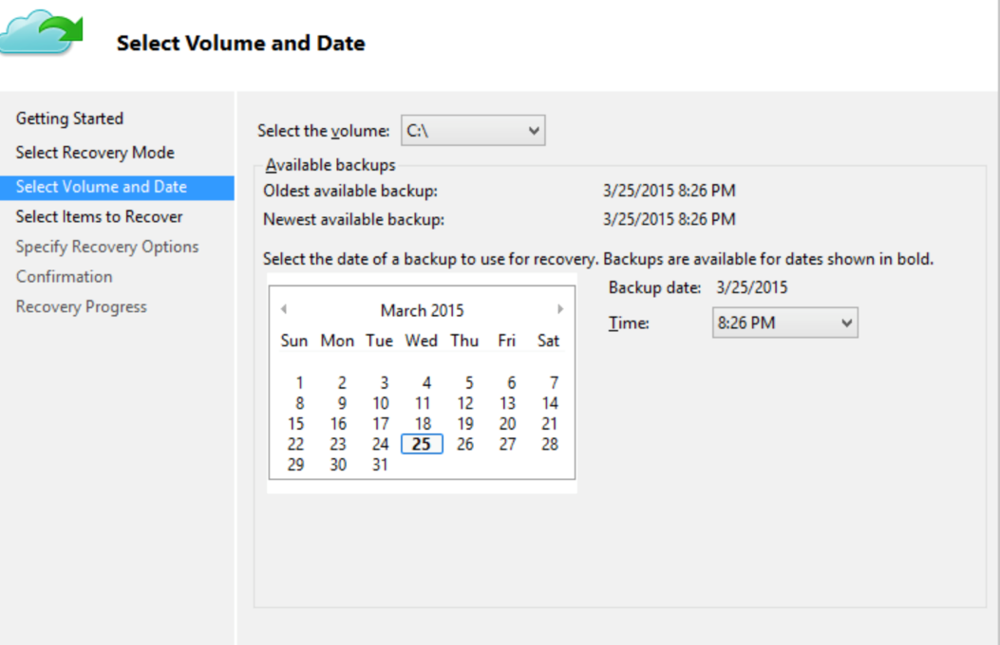 Select Volume and Date
Getting Started
Select Recovery Mode
Select Volume and Date
Select Items to Recover
Specify Recovery Options
Confirmation
Recovery Progress
Select the volume: C:\
Available backups
Oldest available backup: 3/25/2015 8:26 PM
Newest available backup: 3/25/2015 8:26 PM
Select the date of a backup to use for recovery. Backups are available for dates shown in bold.
March 2015
Sun Mon Tue Wed Thu Fri Sat
1 2 3 4 5 6 7
8 9 10 11 12 13 14
15 16 17 18 19 20 21
22 23 24 25 26 27 28
29 30 31
Backup date: 3/25/2015
Time: 8:26 PM